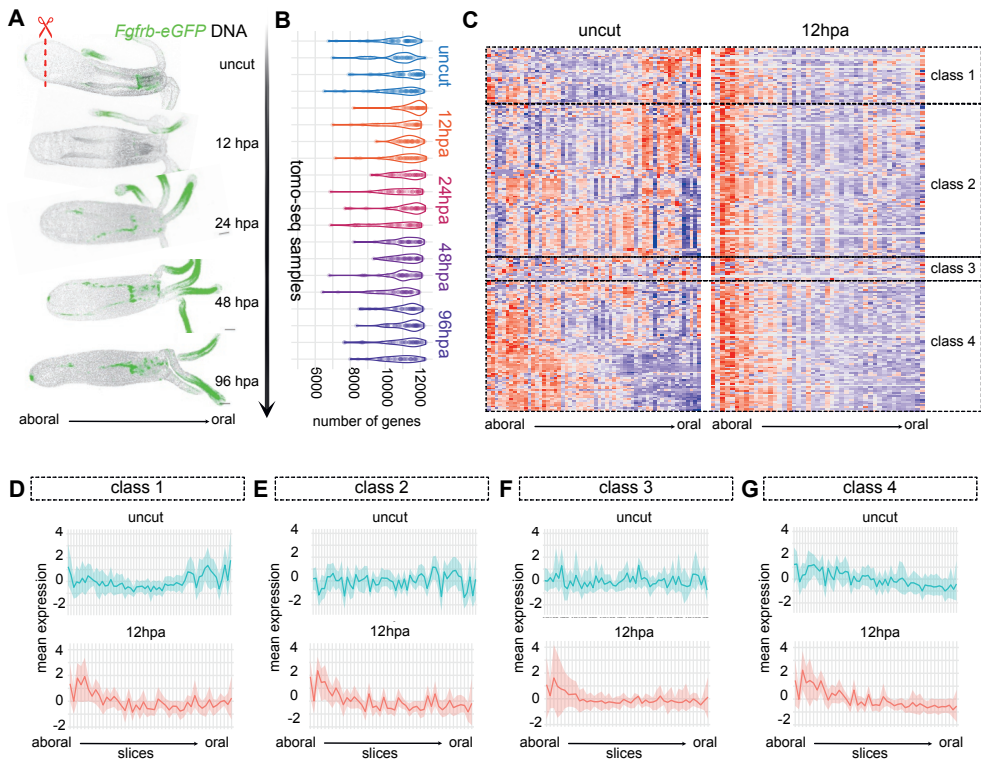 A
Fgfrb-eGFP DNA
uncut
12 hpa
24 hpa
48 hpa
96 hpa
aboral
oral
B
tomo-seq samples
uncut
12hpa
24hpa
48hpa
96hpa
6000
8000
10000
12000
number of genes
C
uncut
12hpa
class 1
class 2
class 3
class 4
aboral
oral
aboral
oral
D
class 1
uncut
4
2
0
-2
mean expression
12hpa
4
2
0
-2
aboral
oral
slices
E
class 2
uncut
4
2
0
-2
mean expression
12hpa
4
2
0
-2
aboral
oral
slices
F
class 3
uncut
4
2
0
-2
mean expression
12hpa
4
2
0
-2
aboral
oral
slices
G
class 4
uncut
4
2
0
-2
mean expression
12hpa
4
2
0
-2
aboral
oral
slices